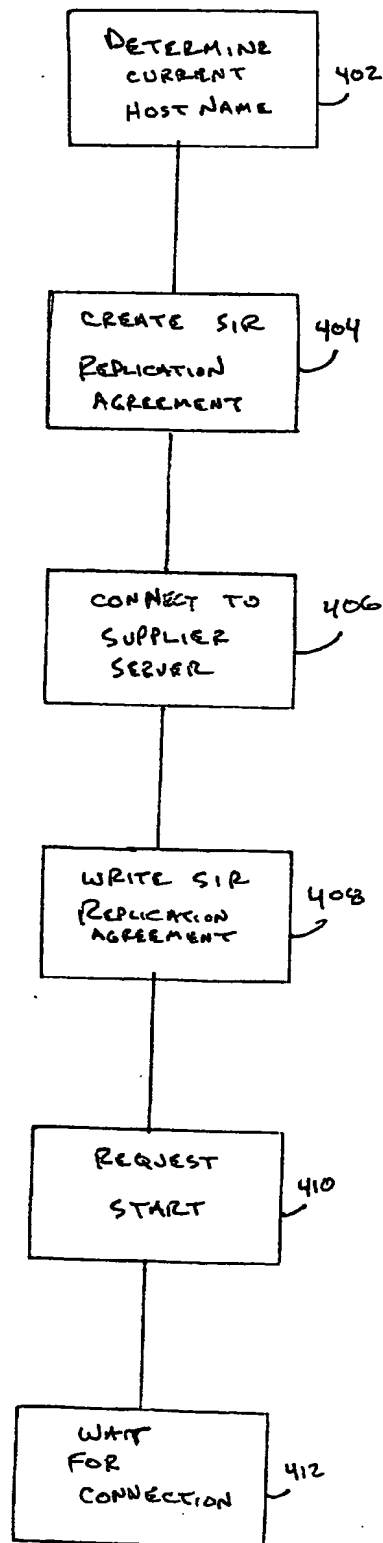 DETERMINE
CURRENT
HOST NAME
402
CREATE SIR
REPLICATION
AGREEMENT
404
CONNECT TO
SUPPLIER
SERVER
406
WRITE SIR
REPLICATION
AGREEMENT
408
REQUEST
START
410
WAIT
FOR
CONNECTION
412